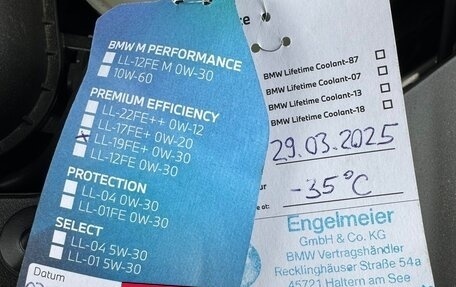 BMW M PERFORMANCE
LL-12FE M 0W-30
10W-60
PREMIUM EFFICIENCY
LL-22FE++ 0W-12
LL-17FE+ 0W-20
LL-19FE+ 0W-30
LL-12FE 0W-30
PROTECTION
LL-04 0W-30
LL-01FE 0W-30
SELECT
LL-04 5W-30
LL-01 5W-30
Datum
BMW Lifetime Coolant-87
BMW Lifetime Coolant-07
BMW Lifetime Coolant-13
BMW Lifetime Coolant-18
29.03.2025
-35°C
Engelmeier
GmbH & Co. KG
BMW Vertragshändler
Recklinghäuser Straße 54a
45721 Haltern am See